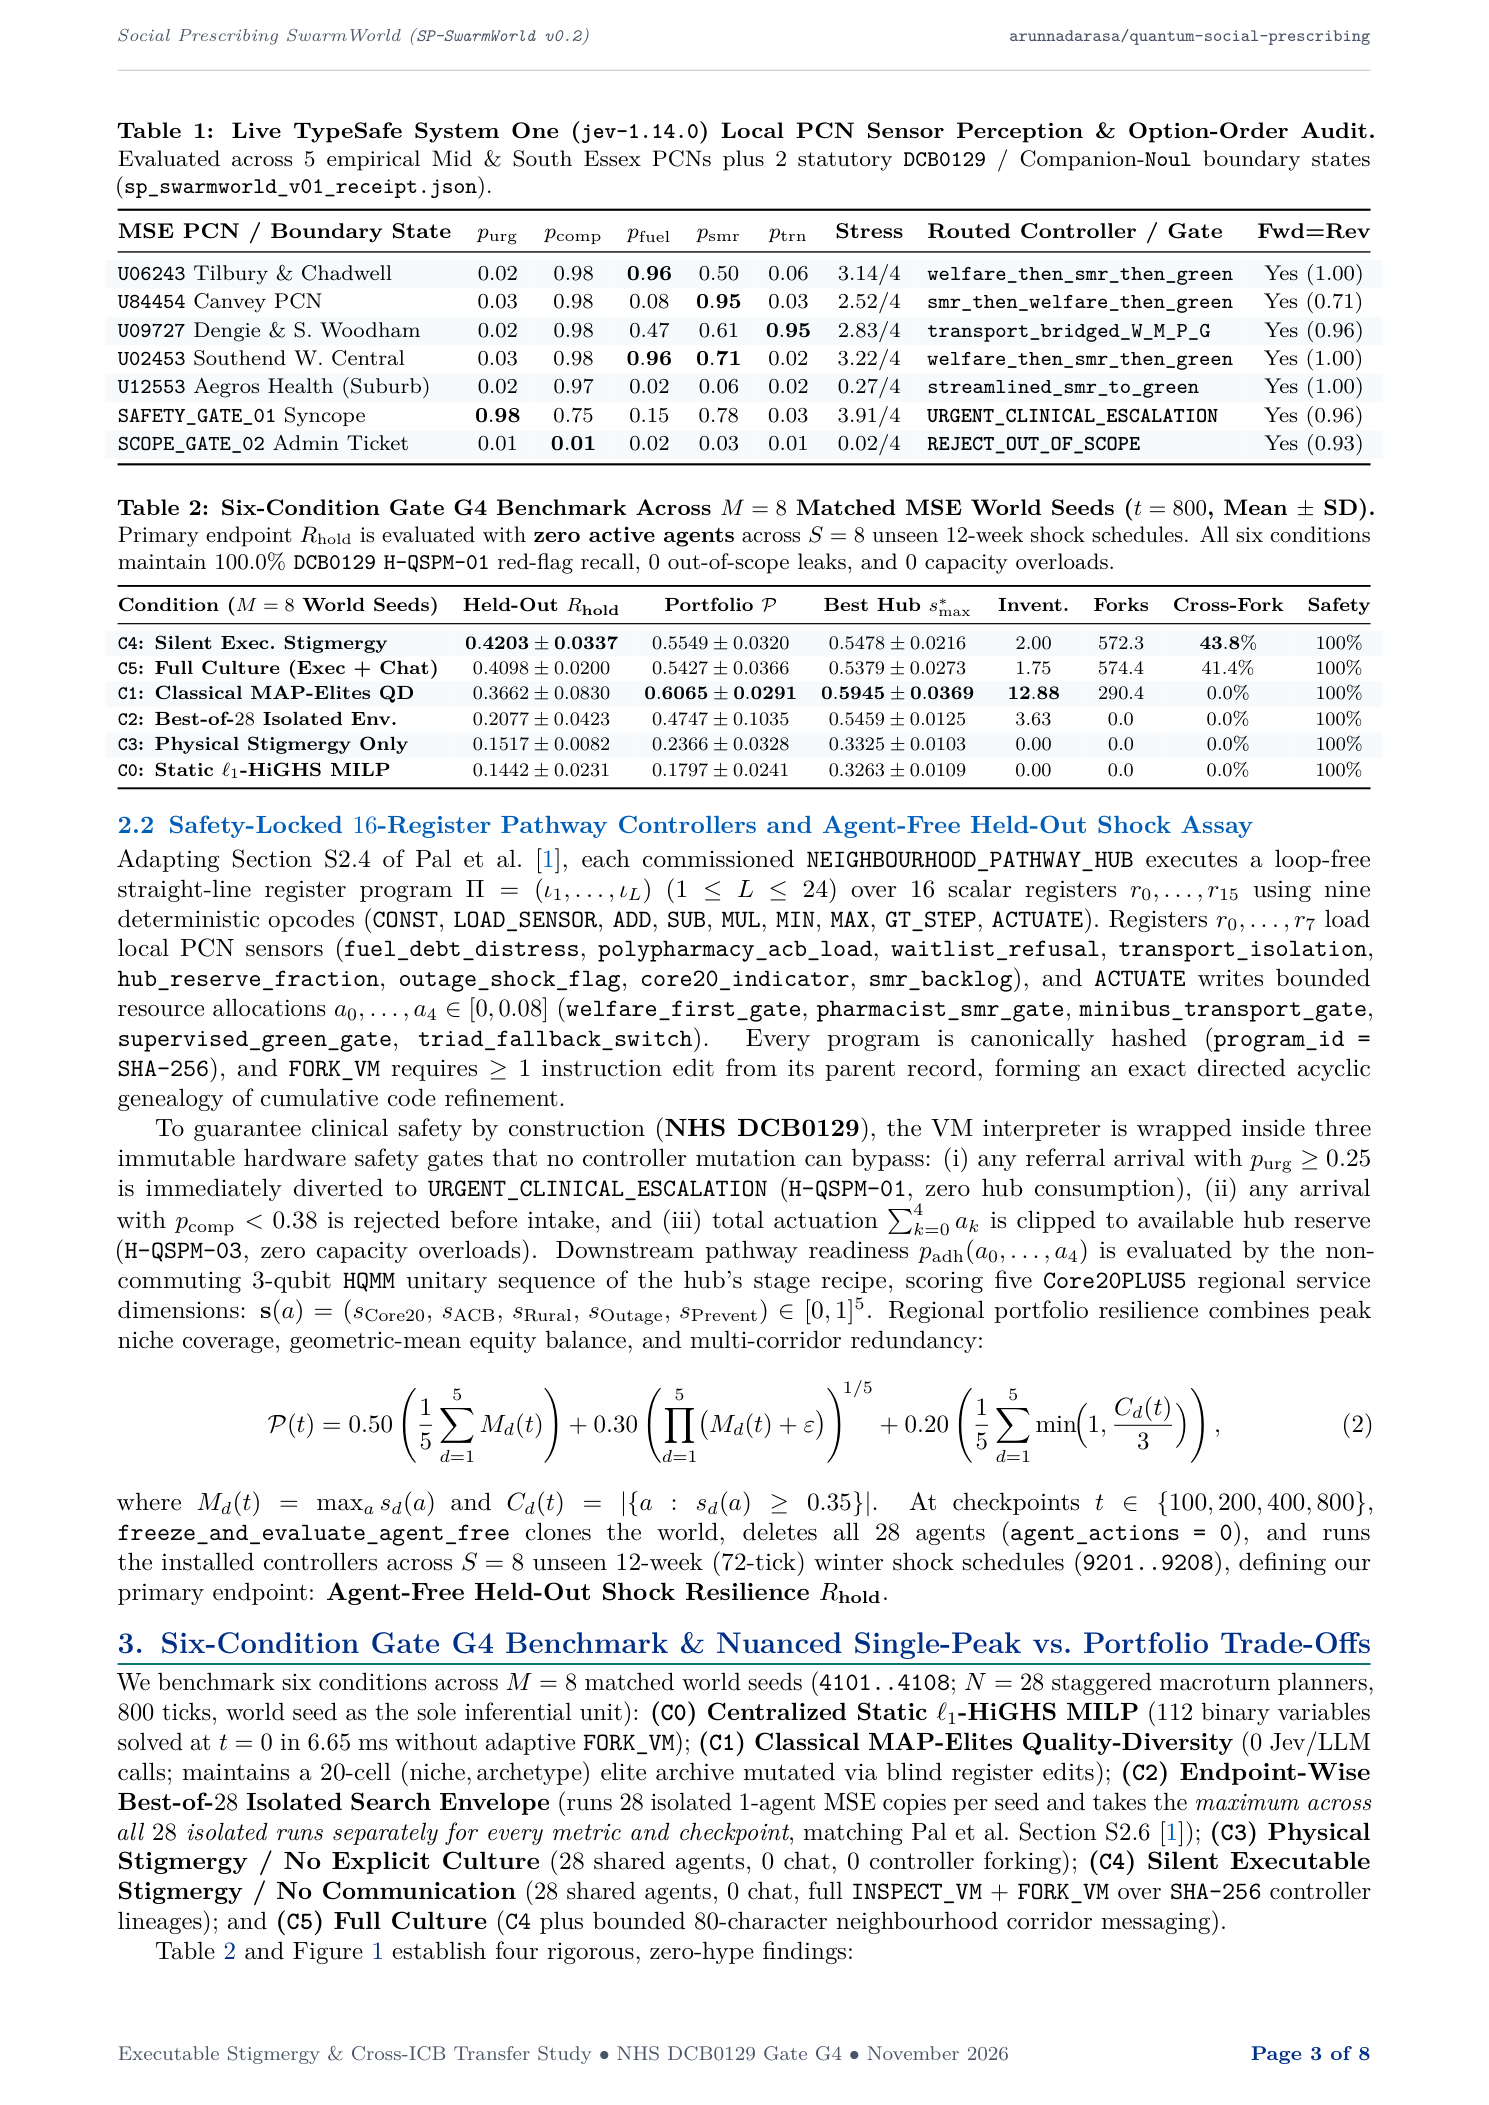 Social Prescribing SwarmWorld (SP-SwarmWorld v0.2) arunnadarasa/quantum-social-prescribing
Table 1: Live TypeSafe System One (jev-1.14.0) Local PCN Sensor Perception & Option-Order Audit.
Evaluated across 5 empirical Mid & South Essex PCNs plus 2 statutory DCB0129 / Companion-Noul boundary states
(sp_swarmworld_v01_receipt.json).
MSE PCN / Boundary State p_urg p_comp p_fuel p_smr p_trn Stress Routed Controller / Gate Fwd=Rev
U06243 Tilbury & Chadwell 0.02 0.98 0.96 0.50 0.06 3.14/4 welfare_then_smr_then_green Yes (1.00)
U84454 Canvey PCN 0.03 0.98 0.08 0.95 0.03 2.52/4 smr_then_welfare_then_green Yes (0.71)
U09727 Dengie & S. Woodham 0.02 0.98 0.47 0.61 0.95 2.83/4 transport_bridged_W_M_P_G Yes (0.96)
U02453 Southend W. Central 0.03 0.98 0.96 0.71 0.02 3.22/4 welfare_then_smr_then_green Yes (1.00)
U12553 Aegros Health (Suburb) 0.02 0.97 0.02 0.06 0.02 0.27/4 streamlined_smr_to_green Yes (1.00)
SAFETY_GATE_01 Syncope 0.98 0.75 0.15 0.78 0.03 3.91/4 URGENT_CLINICAL_ESCALATION Yes (0.96)
SCOPE_GATE_02 Admin Ticket 0.01 0.01 0.02 0.03 0.01 0.02/4 REJECT_OUT_OF_SCOPE Yes (0.93)
Table 2: Six-Condition Gate G4 Benchmark Across M = 8 Matched MSE World Seeds (t = 800, Mean ± SD).
Primary endpoint R_hold is evaluated with zero active agents across S = 8 unseen 12-week shock schedules. All six conditions
maintain 100.0% DCB0129 H-QSPM-01 red-flag recall, 0 out-of-scope leaks, and 0 capacity overloads.
Condition (M = 8 World Seeds) Held-Out R_hold Portfolio 𝒫 Best Hub s*_max Invent. Forks Cross-Fork Safety
C4: Silent Exec. Stigmergy 0.4203 ± 0.0337 0.5549 ± 0.0320 0.5478 ± 0.0216 2.00 572.3 43.8% 100%
C5: Full Culture (Exec + Chat) 0.4098 ± 0.0200 0.5427 ± 0.0366 0.5379 ± 0.0273 1.75 574.4 41.4% 100%
C1: Classical MAP-Elites QD 0.3662 ± 0.0830 0.6065 ± 0.0291 0.5945 ± 0.0369 12.88 290.4 0.0% 100%
C2: Best-of-28 Isolated Env. 0.2077 ± 0.0423 0.4747 ± 0.1035 0.5459 ± 0.0125 3.63 0.0 0.0% 100%
C3: Physical Stigmergy Only 0.1517 ± 0.0082 0.2366 ± 0.0328 0.3325 ± 0.0103 0.00 0.0 0.0% 100%
C0: Static ℓ₁-HiGHS MILP 0.1442 ± 0.0231 0.1797 ± 0.0241 0.3263 ± 0.0109 0.00 0.0 0.0% 100%
2.2 Safety-Locked 16-Register Pathway Controllers and Agent-Free Held-Out Shock Assay
Adapting Section S2.4 of Pal et al. [1], each commissioned NEIGHBOURHOOD_PATHWAY_HUB executes a loop-free
straight-line register program Π = (ι₁, …, ι_L) (1 ≤ L ≤ 24) over 16 scalar registers r₀, …, r₁₅ using nine
deterministic opcodes (CONST, LOAD_SENSOR, ADD, SUB, MUL, MIN, MAX, GT_STEP, ACTUATE). Registers r₀, …, r₇ load
local PCN sensors (fuel_debt_distress, polypharmacy_acb_load, waitlist_refusal, transport_isolation,
hub_reserve_fraction, outage_shock_flag, core20_indicator, smr_backlog), and ACTUATE writes bounded
resource allocations a₀, …, a₄ ∈ [0, 0.08] (welfare_first_gate, pharmacist_smr_gate, minibus_transport_gate,
supervised_green_gate, triad_fallback_switch). Every program is canonically hashed (program_id =
SHA-256), and FORK_VM requires ≥ 1 instruction edit from its parent record, forming an exact directed acyclic
genealogy of cumulative code refinement.
To guarantee clinical safety by construction (NHS DCB0129), the VM interpreter is wrapped inside three
immutable hardware safety gates that no controller mutation can bypass: (i) any referral arrival with p_urg ≥ 0.25
is immediately diverted to URGENT_CLINICAL_ESCALATION (H-QSPM-01, zero hub consumption), (ii) any arrival
with p_comp < 0.38 is rejected before intake, and (iii) total actuation ∑⁴_{k=0} a_k is clipped to available hub reserve
(H-QSPM-03, zero capacity overloads). Downstream pathway readiness p_adh(a₀, …, a₄) is evaluated by the non-
commuting 3-qubit HQMM unitary sequence of the hub's stage recipe, scoring five Core20PLUS5 regional service
dimensions: s(a) = (s_Core20, s_ACB, s_Rural, s_Outage, s_Prevent) ∈ [0, 1]⁵. Regional portfolio resilience combines peak
niche coverage, geometric-mean equity balance, and multi-corridor redundancy:
𝒫(t) = 0.50 (1/5 ∑_{d=1}^{5} M_d(t)) + 0.30 (∏_{d=1}^{5} (M_d(t) + ε))^{1/5} + 0.20 (1/5 ∑_{d=1}^{5} min(1, C_d(t)/3)), (2)
where M_d(t) = max_a s_d(a) and C_d(t) = |{a : s_d(a) ≥ 0.35}|. At checkpoints t ∈ {100, 200, 400, 800},
freeze_and_evaluate_agent_free clones the world, deletes all 28 agents (agent_actions = 0), and runs
the installed controllers across S = 8 unseen 12-week (72-tick) winter shock schedules (9201..9208), defining our
primary endpoint: Agent-Free Held-Out Shock Resilience R_hold.
3. Six-Condition Gate G4 Benchmark & Nuanced Single-Peak vs. Portfolio Trade-Offs
We benchmark six conditions across M = 8 matched world seeds (4101..4108; N = 28 staggered macroturn planners,
800 ticks, world seed as the sole inferential unit): (C0) Centralized Static ℓ₁-HiGHS MILP (112 binary variables
solved at t = 0 in 6.65 ms without adaptive FORK_VM); (C1) Classical MAP-Elites Quality-Diversity (0 Jev/LLM
calls; maintains a 20-cell (niche, archetype) elite archive mutated via blind register edits); (C2) Endpoint-Wise
Best-of-28 Isolated Search Envelope (runs 28 isolated 1-agent MSE copies per seed and takes the maximum across
all 28 isolated runs separately for every metric and checkpoint, matching Pal et al. Section S2.6 [1]); (C3) Physical
Stigmergy / No Explicit Culture (28 shared agents, 0 chat, 0 controller forking); (C4) Silent Executable
Stigmergy / No Communication (28 shared agents, 0 chat, full INSPECT_VM + FORK_VM over SHA-256 controller
lineages); and (C5) Full Culture (C4 plus bounded 80-character neighbourhood corridor messaging).
Table 2 and Figure 1 establish four rigorous, zero-hype findings:
Executable Stigmergy & Cross-ICB Transfer Study • NHS DCB0129 Gate G4 • November 2026 Page 3 of 8